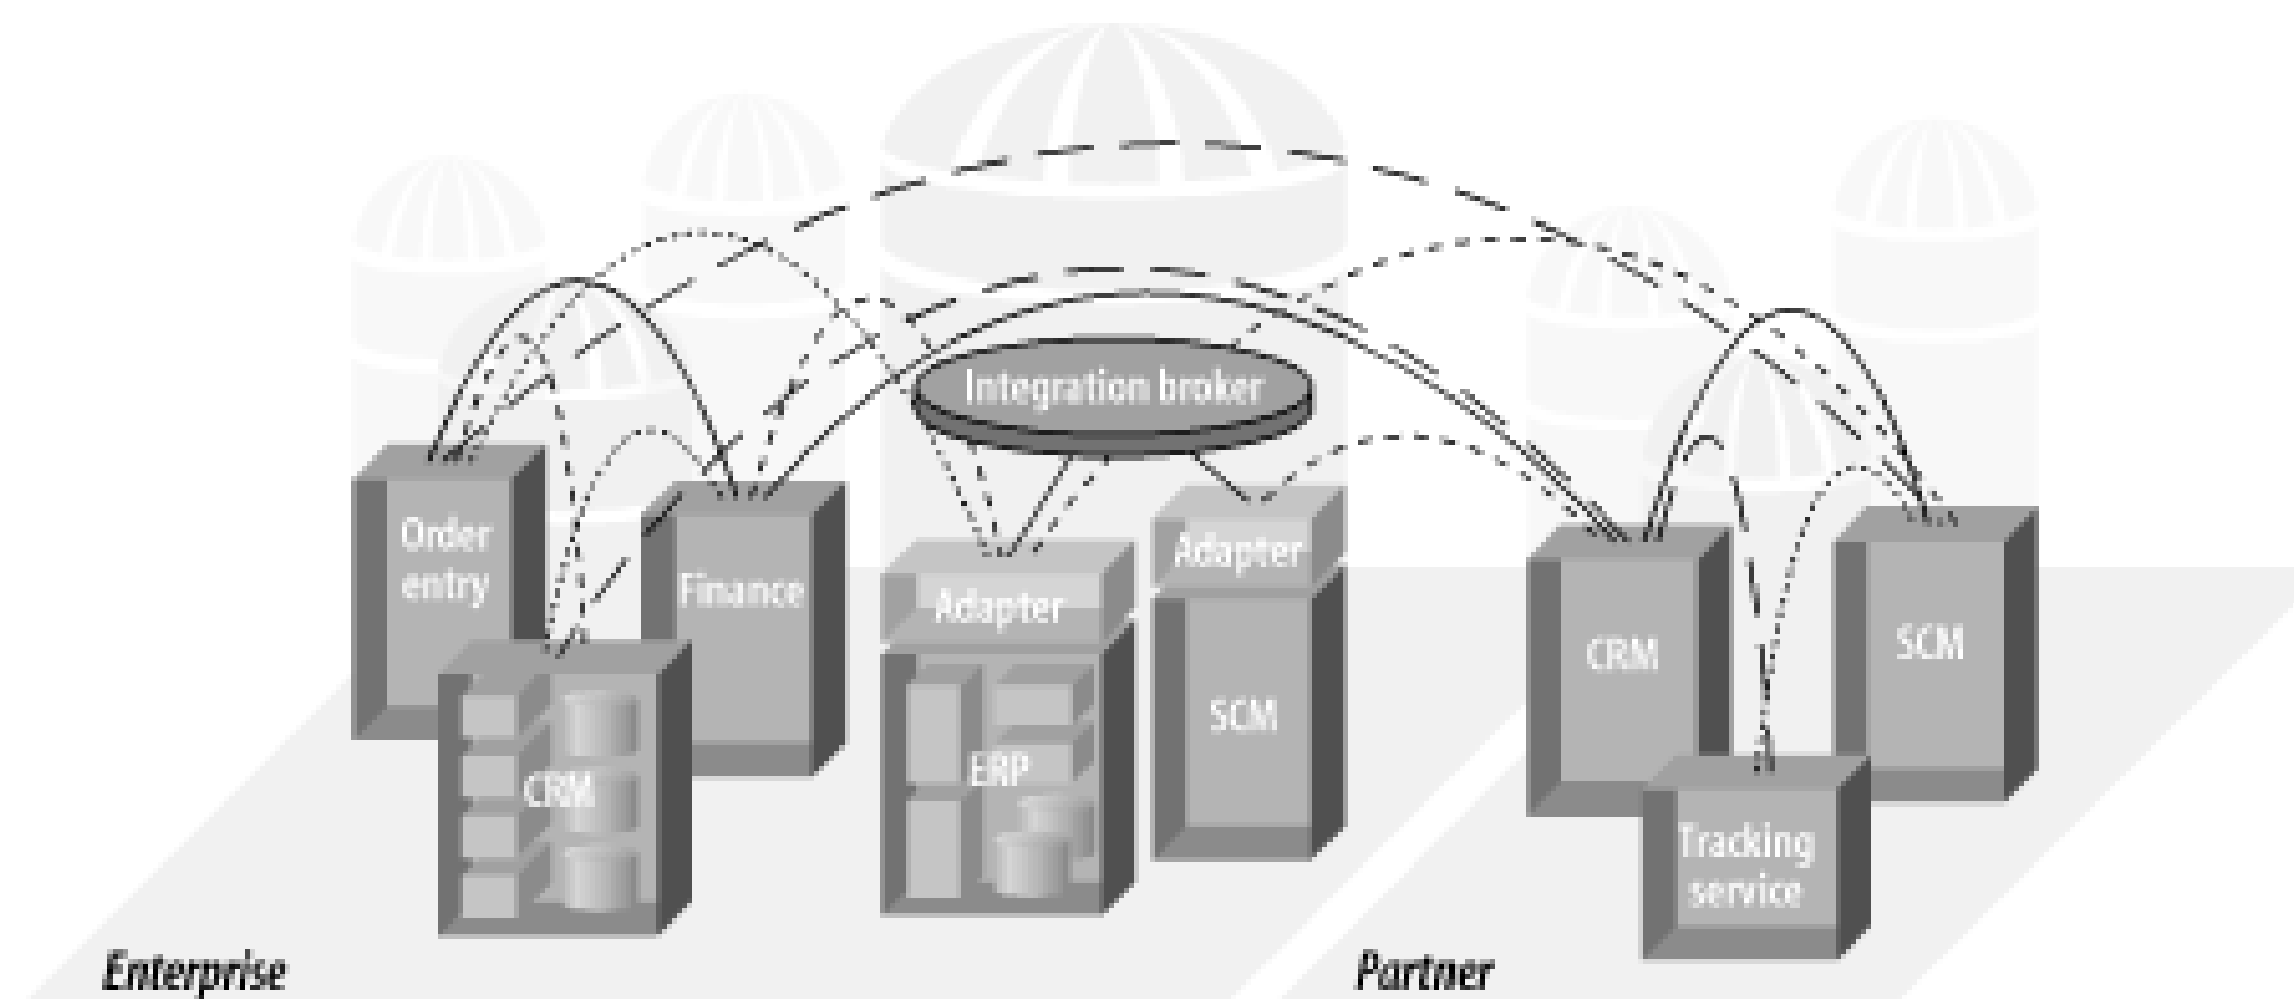 Integration broker
Order
entry
Finance
Adapter
Adapter
CRM
ERP
SCM
CRM
SCM
Tracking
service
Enterprise
Partner